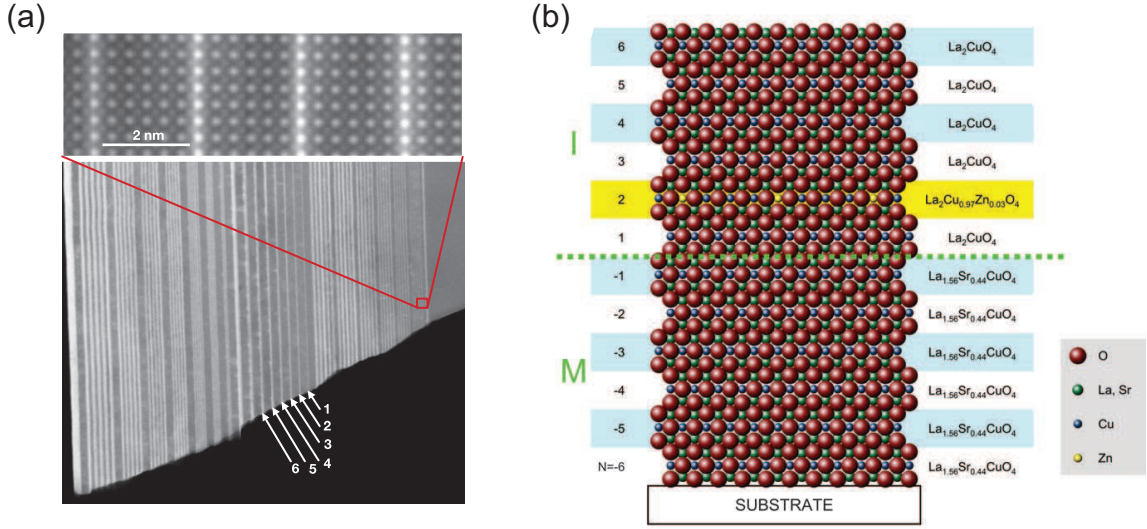 (a)
2 nm
1
2
3
6 5 4
(b)
6 La₂CuO₄
5 La₂CuO₄
4 La₂CuO₄
I
3 La₂CuO₄
2 La₂Cu₀.₉₇Zn₀.₀₃O₄
1 La₂CuO₄
-1 La₁.₅₆Sr₀.₄₄CuO₄
-2 La₁.₅₆Sr₀.₄₄CuO₄
-3 La₁.₅₆Sr₀.₄₄CuO₄
M
-4 La₁.₅₆Sr₀.₄₄CuO₄
-5 La₁.₅₆Sr₀.₄₄CuO₄
N=-6 La₁.₅₆Sr₀.₄₄CuO₄
SUBSTRATE
O
La, Sr
Cu
Zn